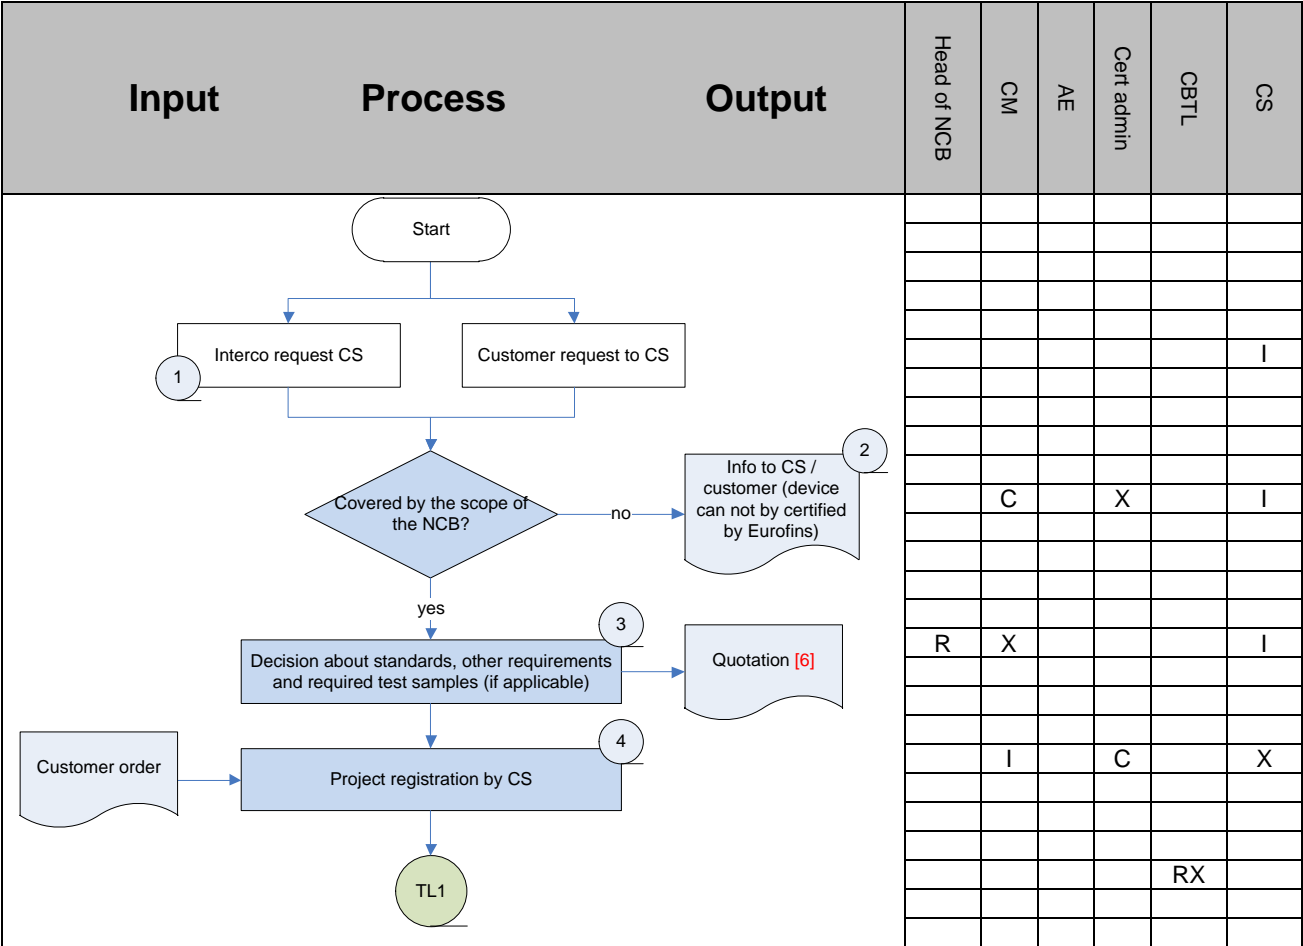 Input
Process
Output
Head of NCB
CM
AE
Cert admin
CBTL
CS
Start
Interco request CS
1
Customer request to CS
I
Covered by the scope of
the NCB?
no
Info to CS /
customer (device
can not by certified
by Eurofins)
2
C
X
I
yes
Decision about standards, other requirements
and required test samples (if applicable)
3
Quotation [6]
R
X
I
Customer order
Project registration by CS
4
I
C
X
TL1
RX